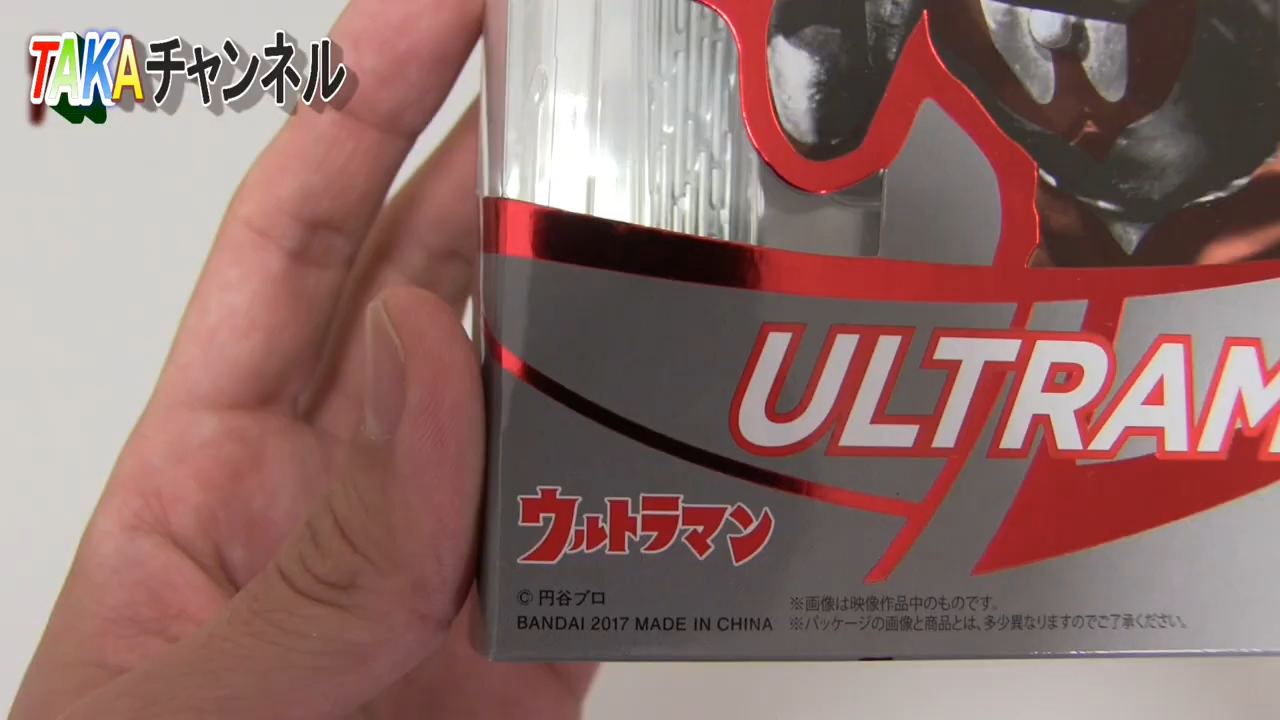 TAKAチャンネル
ULTRAM
ウルトラマン
© 円谷プロ
BANDAI 2017 MADE IN CHINA
※画像は映像作品中のものです。
※パッケージの画像と商品とは、多少異なりますのでご了承ください。